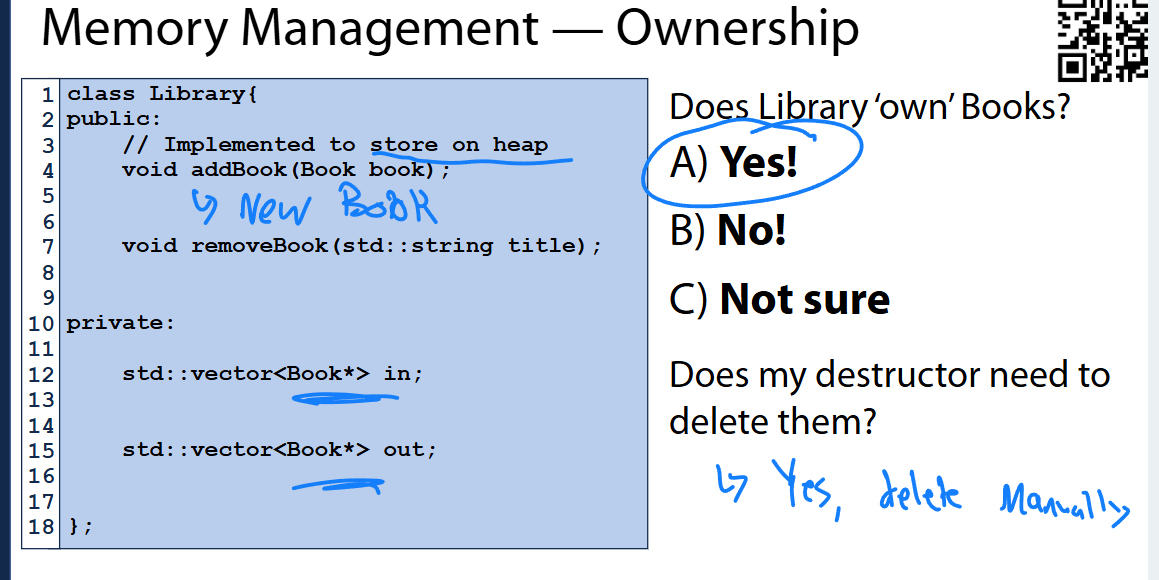 Memory Management — Ownership
1 class Library{
2 public:
3 // Implemented to store on heap
4 void addBook(Book book);
5
↳ New Book
6
7 void removeBook(std::string title);
8
9
10 private:
11
12 std::vector<Book*> in;
13
14
15 std::vector<Book*> out;
16
17
18 };
Does Library ‘own’ Books?
A) Yes!
B) No!
C) Not sure
Does my destructor need to
delete them?
↳ Yes, delete Manually